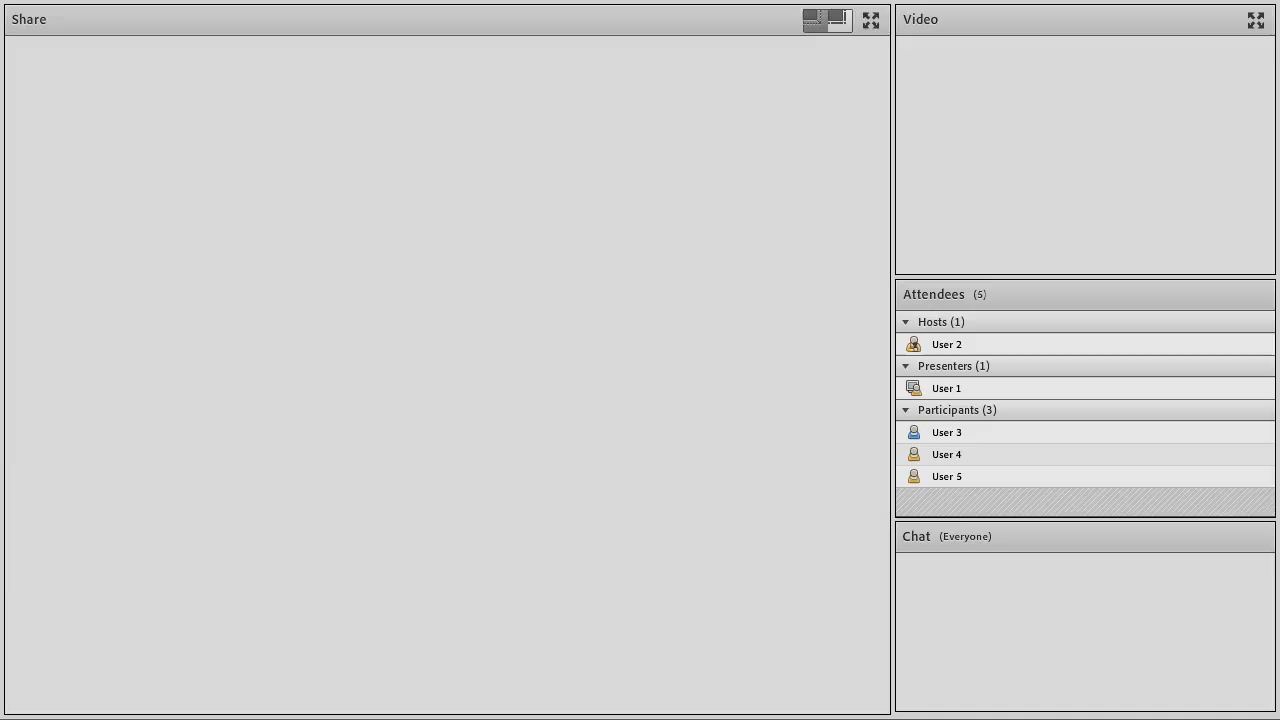 Share
Video
Attendees (5)
Hosts (1)
User 2
Presenters (1)
User 1
Participants (3)
User 3
User 4
User 5
Chat (Everyone)